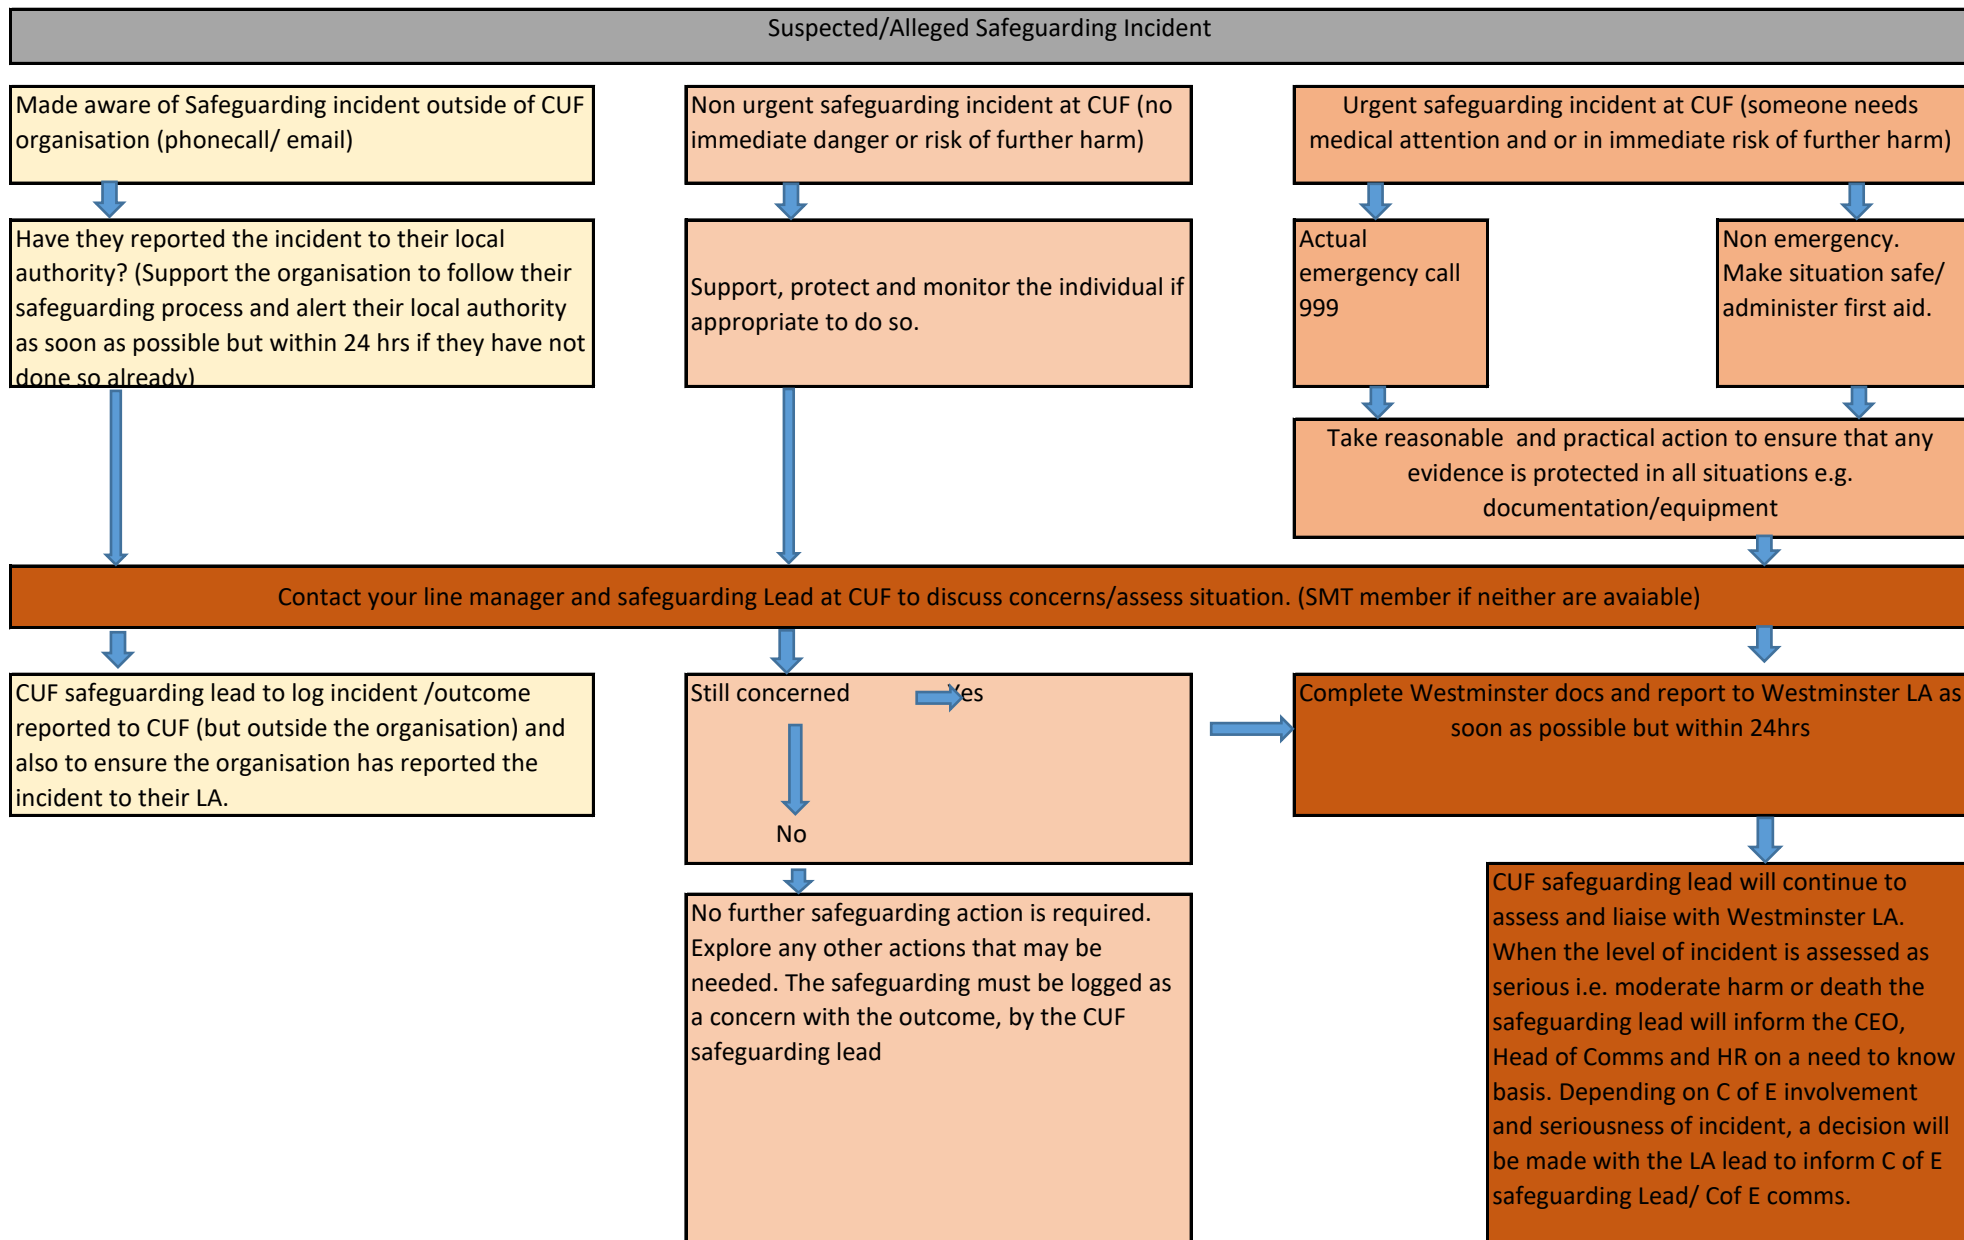 Suspected/Alleged Safeguarding Incident
Made aware of Safeguarding incident outside of CUF
organisation (phonecall/ email)
Non urgent safeguarding incident at CUF (no
immediate danger or risk of further harm)
Urgent safeguarding incident at CUF (someone needs
medical attention and or in immediate risk of further harm)
Have they reported the incident to their local
authority? (Support the organisation to follow their
safeguarding process and alert their local authority
as soon as possible but within 24 hrs if they have not
done so already)
Support, protect and monitor the individual if
appropriate to do so.
Actual
emergency call
999
Non emergency.
Make situation safe/
administer first aid.
Take reasonable  and practical action to ensure that any
evidence is protected in all situations e.g.
documentation/equipment
Contact your line manager and safeguarding Lead at CUF to discuss concerns/assess situation. (SMT member if neither are avaiable)
CUF safeguarding lead to log incident /outcome
reported to CUF (but outside the organisation) and
also to ensure the organisation has reported the
incident to their LA.
Still concerned Yes
No
Complete Westminster docs and report to Westminster LA as
soon as possible but within 24hrs
No further safeguarding action is required.
Explore any other actions that may be
needed. The safeguarding must be logged as
a concern with the outcome, by the CUF
safeguarding lead
CUF safeguarding lead will continue to
assess and liaise with Westminster LA.
When the level of incident is assessed as
serious i.e. moderate harm or death the
safeguarding lead will inform the CEO,
Head of Comms and HR on a need to know
basis. Depending on C of E involvement
and seriousness of incident, a decision will
be made with the LA lead to inform C of E
safeguarding Lead/ Cof E comms.